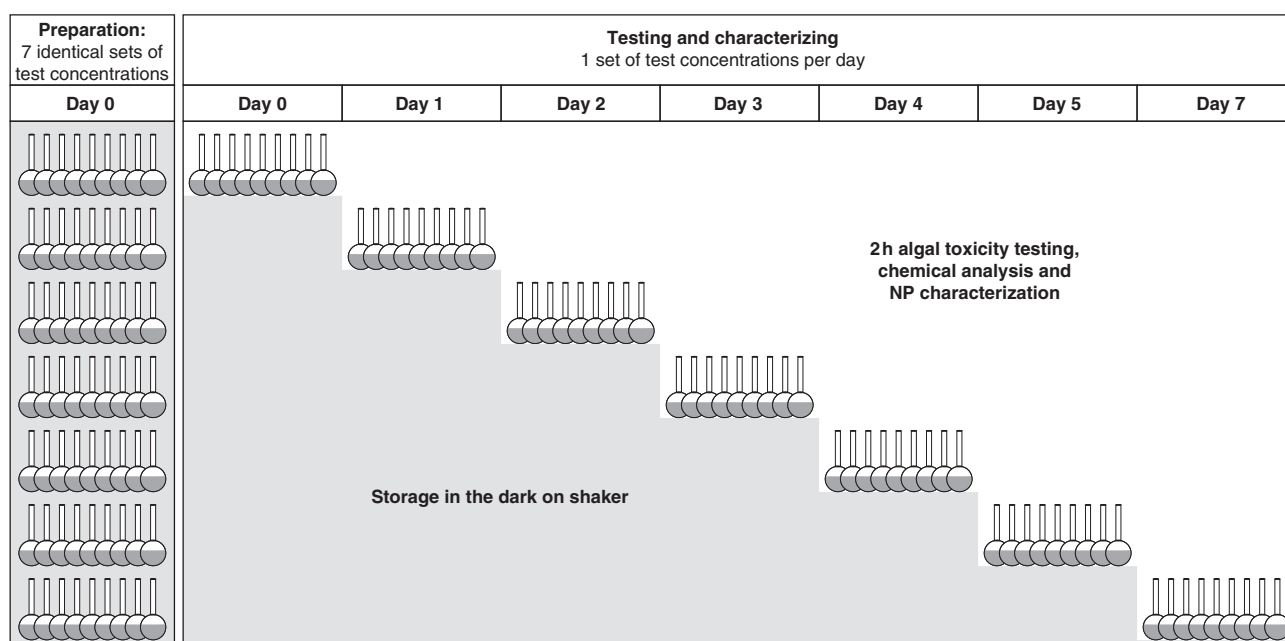 Preparation:
7 identical sets of
test concentrations
Testing and characterizing
1 set of test concentrations per day
Day 0
Day 0
Day 1
Day 2
Day 3
Day 4
Day 5
Day 7
2h algal toxicity testing,
chemical analysis and
NP characterization
Storage in the dark on shaker